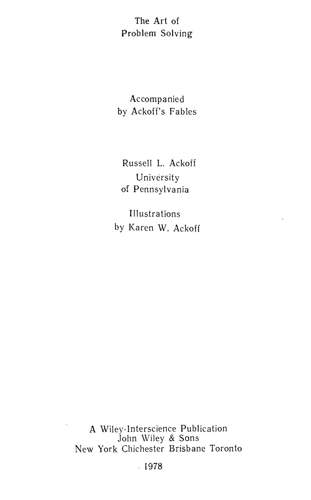 The Art of
Problem Solving
Accompanied
by Ackoff's Fables
Russell L. Ackoff
University
of Pennsylvania
Illustrations
by Karen W. Ackoff
A Wiley-Interscience Publication
John Wiley & Sons
New York Chichester Brisbane Toronto
1978